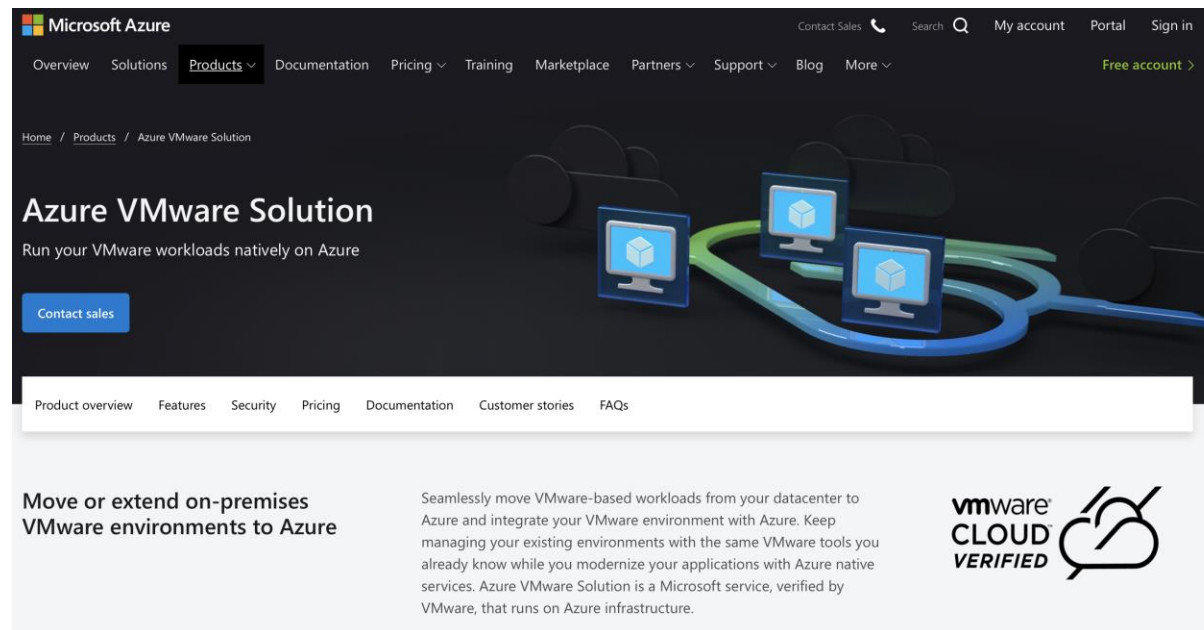 Microsoft Azure
Contact Sales Search My account Portal Sign in
Overview Solutions Products Documentation Pricing Training Marketplace Partners Support Blog More Free account >
Home / Products / Azure VMware Solution
Azure VMware Solution
Run your VMware workloads natively on Azure
Contact sales
Product overview Features Security Pricing Documentation Customer stories FAQs
Move or extend on-premises
VMware environments to Azure
Seamlessly move VMware-based workloads from your datacenter to
Azure and integrate your VMware environment with Azure. Keep
managing your existing environments with the same VMware tools you
already know while you modernize your applications with Azure native
services. Azure VMware Solution is a Microsoft service, verified by
VMware, that runs on Azure infrastructure.
vmware®
CLOUD™
VERIFIED